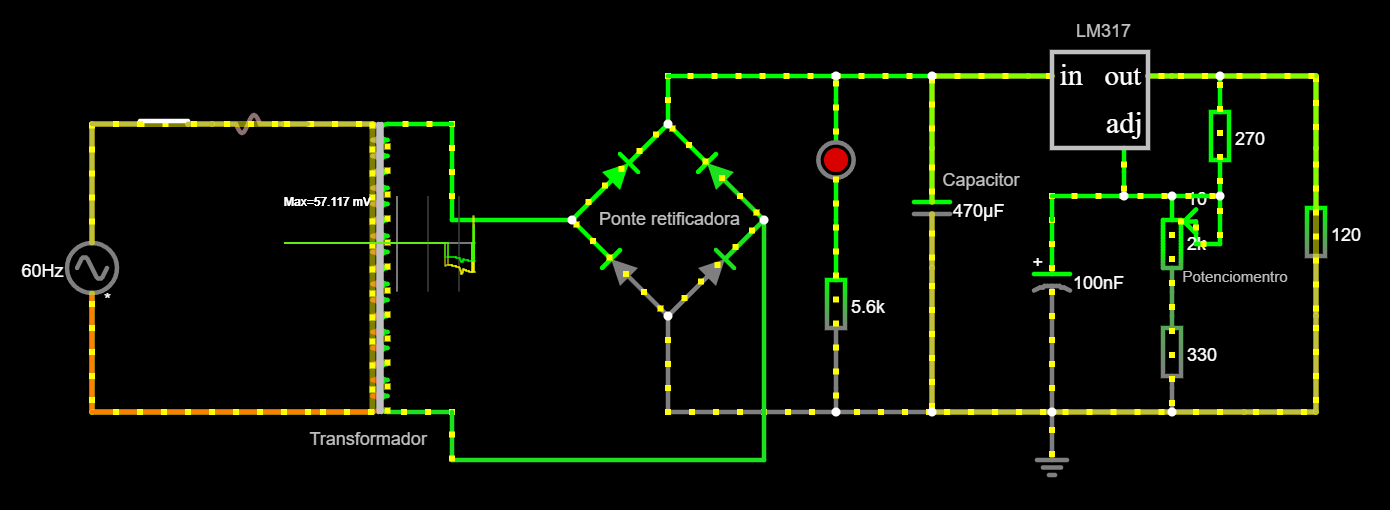 LM317
in out
adj
270
Capacitor
470μF
Max=57.117 mV
10
Ponte retificadora
2k
120
60Hz
*
+
100nF
Potenciomentro
5.6k
330
Transformador